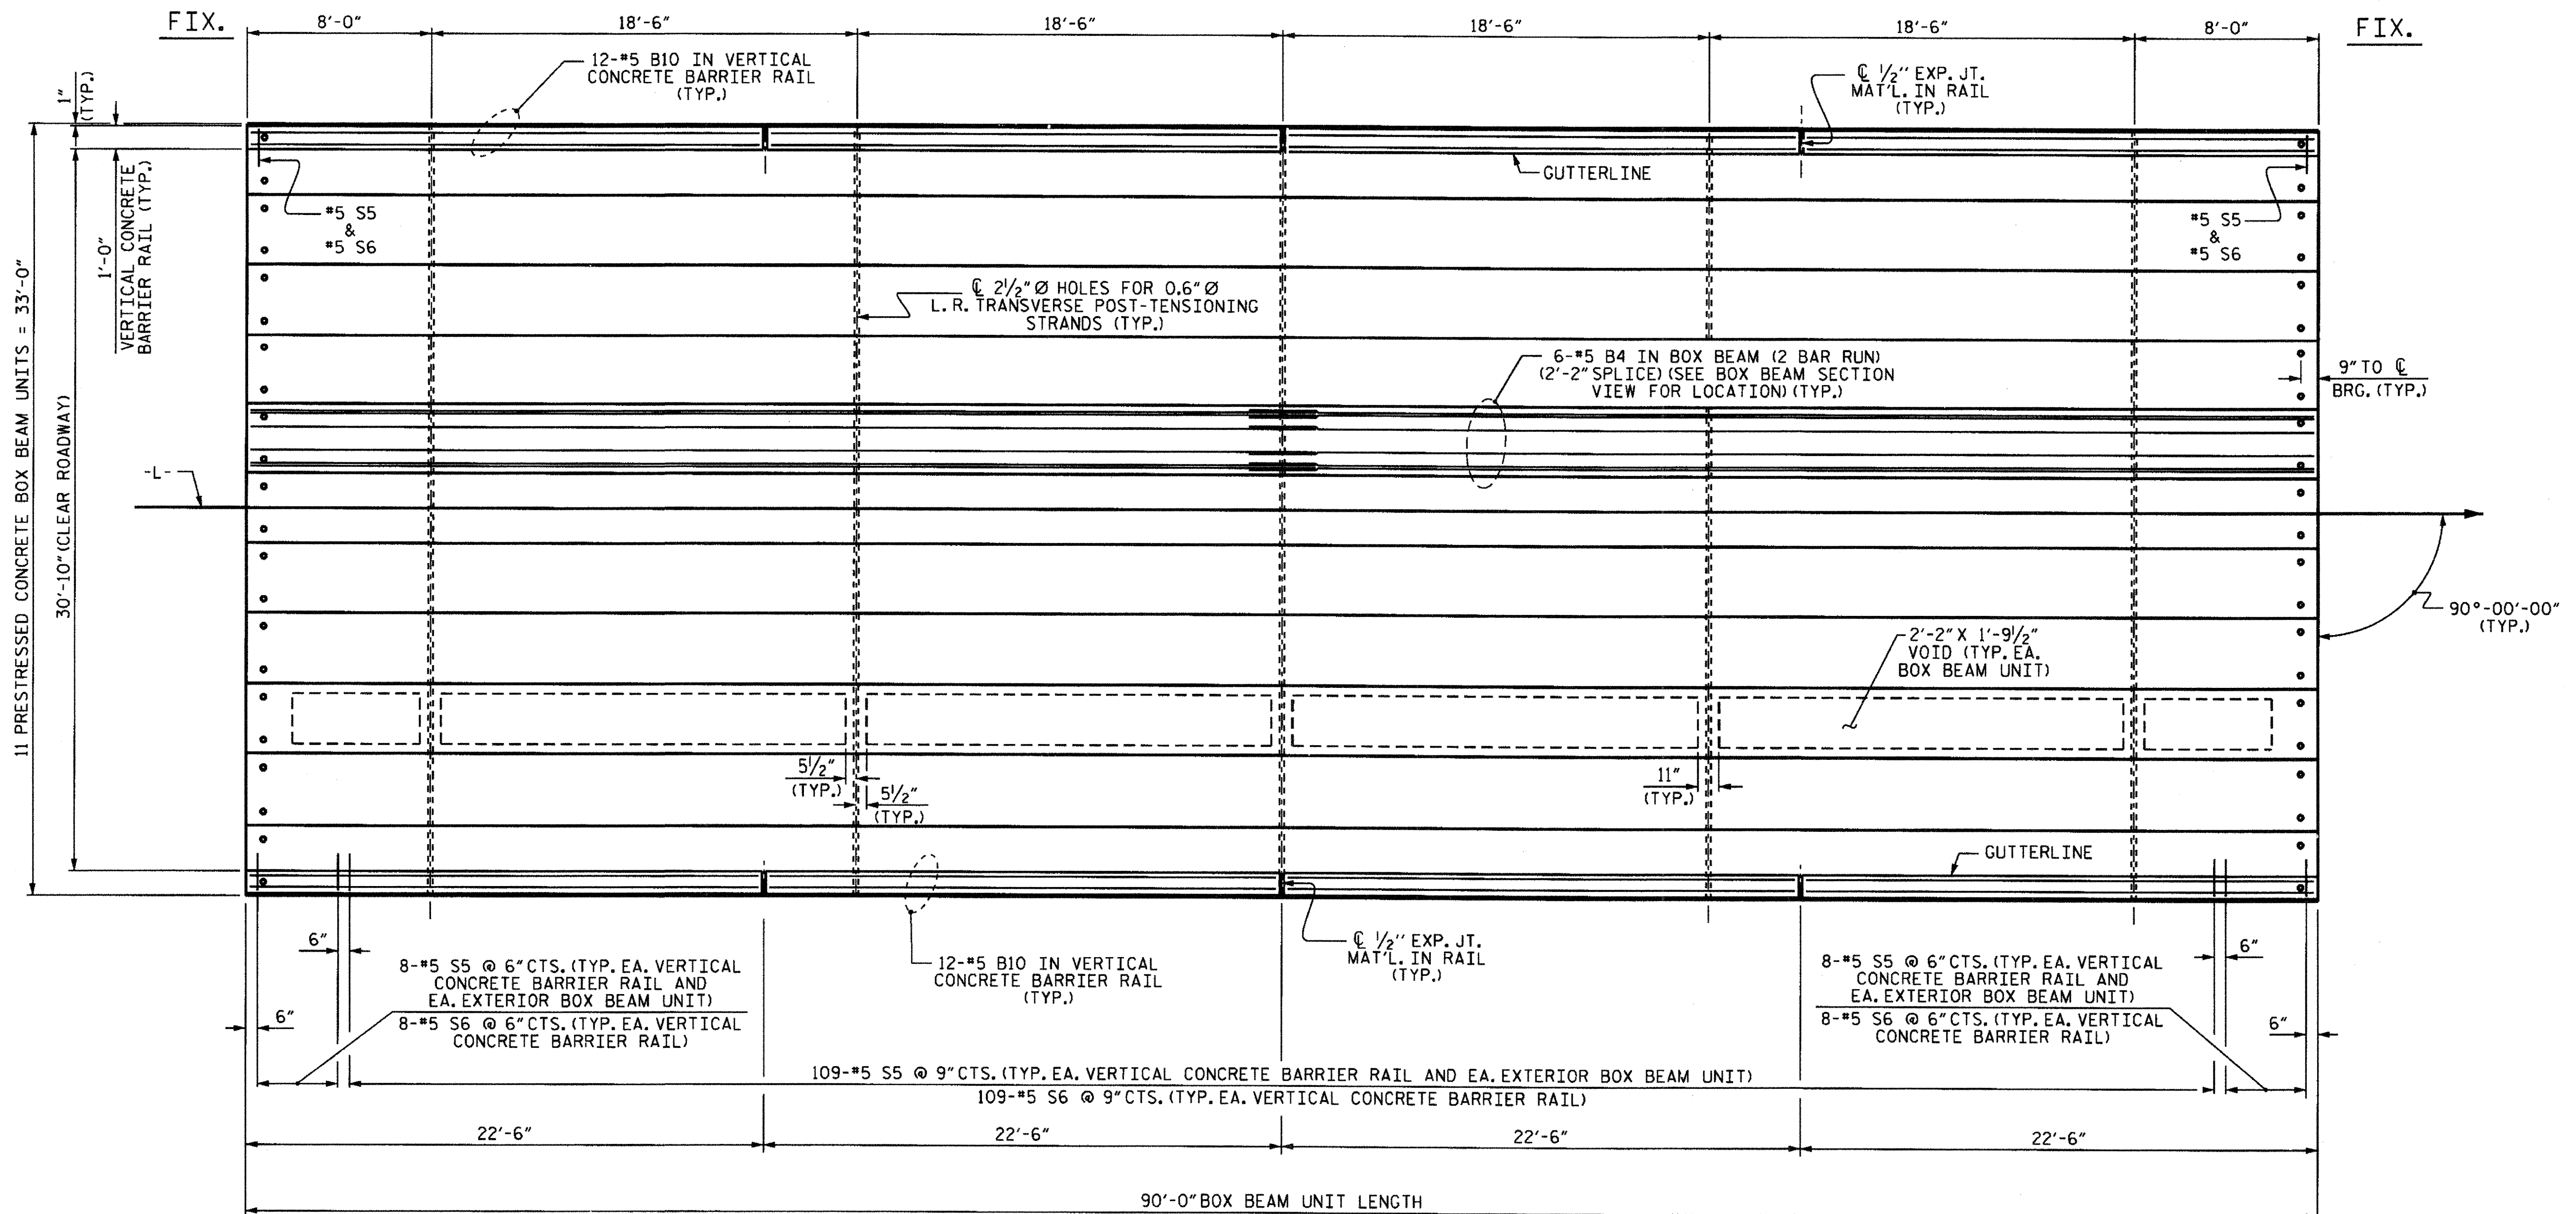 FIX.
8'-0"
18'-6"
18'-6"
18'-6"
18'-6"
8'-0"
FIX.
12-#5 B10 IN VERTICAL
CONCRETE BARRIER RAIL
(TYP.)
℄ 1/2" EXP. JT.
MAT'L. IN RAIL
(TYP.)
1"
(TYP.)
1'-0"
VERTICAL CONCRETE
BARRIER RAIL (TYP.)
GUTTERLINE
#5 S5
&
#5 S6
#5 S5
&
#5 S6
℄ 2 1/2" Ø HOLES FOR 0.6" Ø
L. R. TRANSVERSE POST-TENSIONING
STRANDS (TYP.)
6-#5 B4 IN BOX BEAM (2 BAR RUN)
(2'-2" SPLICE) (SEE BOX BEAM SECTION
VIEW FOR LOCATION) (TYP.)
9" TO ℄
BRG. (TYP.)
11 PRESTRESSED CONCRETE BOX BEAM UNITS = 33'-0"
30'-10" (CLEAR ROADWAY)
-L-
90°-00'-00"
(TYP.)
2'-2" X 1'-9 1/2"
VOID (TYP. EA.
BOX BEAM UNIT)
5 1/2"
(TYP.)
5 1/2"
(TYP.)
11"
(TYP.)
GUTTERLINE
6"
8-#5 S5 @ 6" CTS. (TYP. EA. VERTICAL
CONCRETE BARRIER RAIL AND
EA. EXTERIOR BOX BEAM UNIT)
8-#5 S6 @ 6" CTS. (TYP. EA. VERTICAL
CONCRETE BARRIER RAIL)
6"
12-#5 B10 IN VERTICAL
CONCRETE BARRIER RAIL
(TYP.)
℄ 1/2" EXP. JT.
MAT'L. IN RAIL
(TYP.)
8-#5 S5 @ 6" CTS. (TYP. EA. VERTICAL
CONCRETE BARRIER RAIL AND
EA. EXTERIOR BOX BEAM UNIT)
8-#5 S6 @ 6" CTS. (TYP. EA. VERTICAL
CONCRETE BARRIER RAIL)
6"
6"
109-#5 S5 @ 9" CTS. (TYP. EA. VERTICAL CONCRETE BARRIER RAIL AND EA. EXTERIOR BOX BEAM UNIT)
109-#5 S6 @ 9" CTS. (TYP. EA. VERTICAL CONCRETE BARRIER RAIL)
22'-6"
22'-6"
22'-6"
22'-6"
90'-0" BOX BEAM UNIT LENGTH